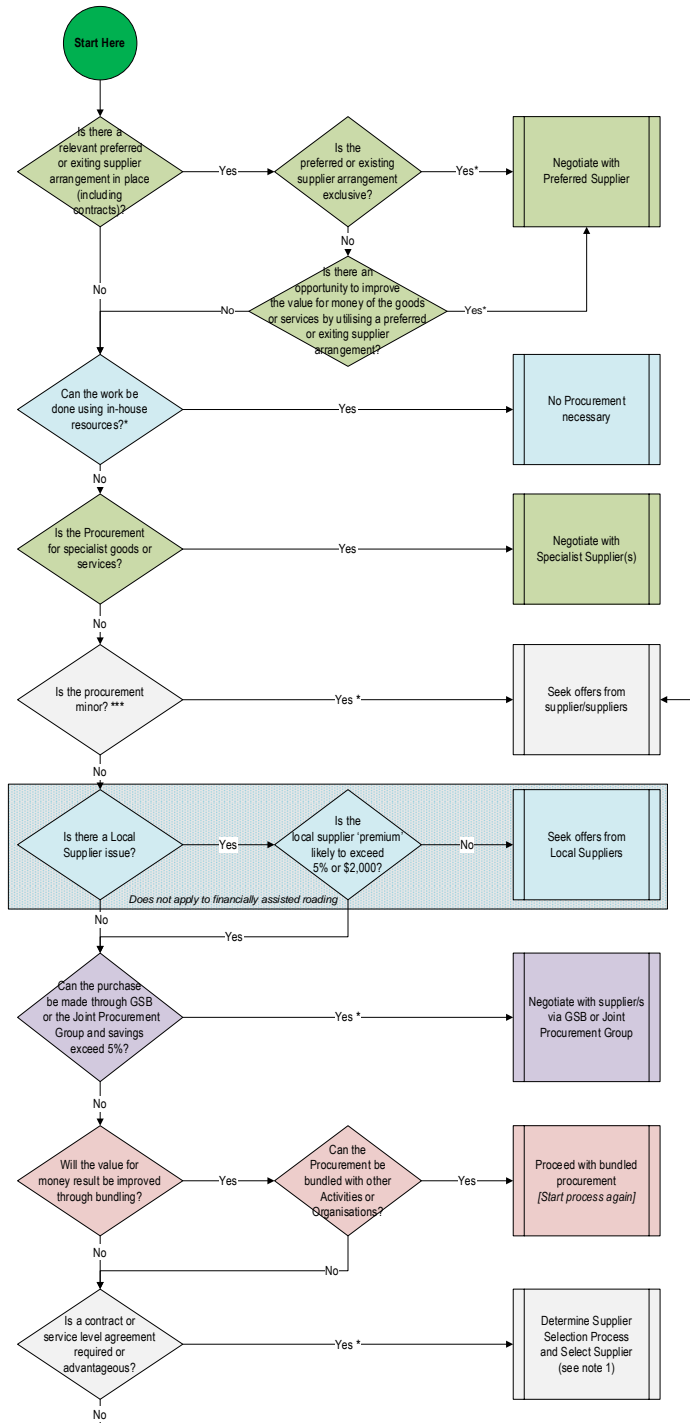 Start Here
Is there a
relevant preferred
or exiting supplier
arrangement in place
(including
contracts)?
Yes
Is the
preferred or existing
supplier arrangement
exclusive?
Yes*
Negotiate with
Preferred Supplier
No
No
Is there an
opportunity to improve
the value for money of the goods
or services by utilising a preferred
or exiting supplier
arrangement?
No
Yes*
Can the work be
done using in-house
resources?*
Yes
No Procurement
necessary
No
Is the Procurement
for specialist goods or
services?
Yes
Negotiate with
Specialist Supplier(s)
No
Is the procurement
minor? ***
Yes *
Seek offers from
supplier/suppliers
No
Is there a Local
Supplier issue?
Yes
Is the
local supplier ‘premium’
likely to exceed
5% or $2,000?
No
Seek offers from
Local Suppliers
Does not apply to financially assisted roading
No
Yes
Can the purchase
be made through GSB
or the Joint Procurement
Group and savings
exceed 5%?
Yes *
Negotiate with supplier/s
via GSB or Joint
Procurement Group
No
Will the value for
money result be improved
through bundling?
Yes
Can the
Procurement be
bundled with other
Activities or
Organisations?
Yes
Proceed with bundled
procurement
[Start process again]
No
No
Is a contract or
service level agreement
required or
advantageous?
Yes *
Determine Supplier
Selection Process
and Select Supplier
(see note 1)
No